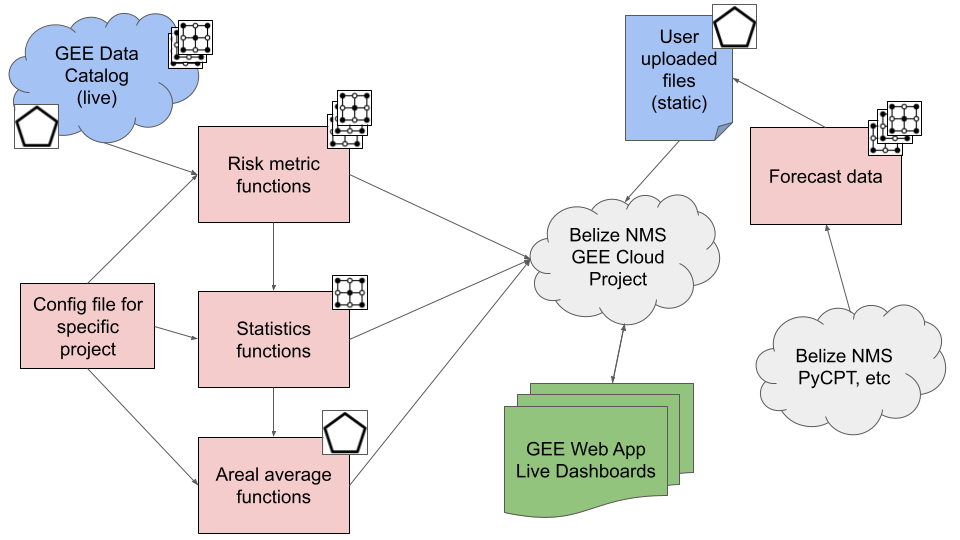 GEE Data
Catalog
(live)
User
uploaded
files
(static)
Risk metric
functions
Forecast data
Belize NMS
GEE Cloud
Project
Config file for
specific
project
Statistics
functions
Belize NMS
PyCPT, etc
GEE Web App
Live Dashboards
Areal average
functions